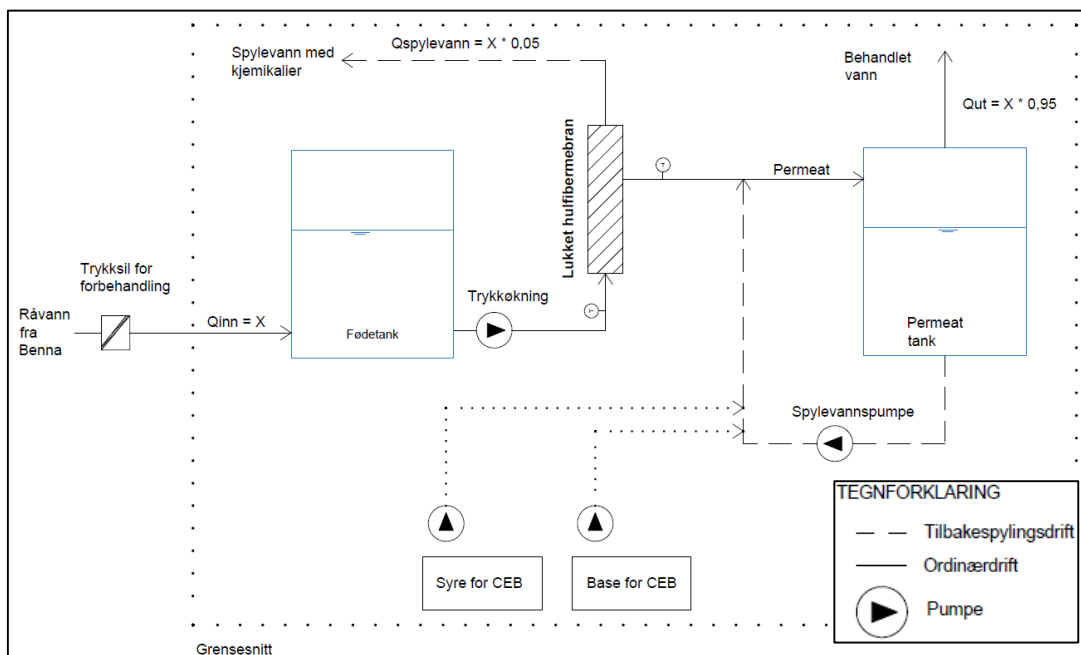 Qspylevann = X * 0,05
Spylevann med
kjemikalier
Behandlet
vann
Qut = X * 0,95
Lukket hulfibermebran
T
Permeat
Trykksil for
forbehandling
Trykkøkning
T
Råvann
fra
Benna
Qinn = X
Fødetank
Permeat
tank
Spylevannspumpe
TEGNFORKLARING
Tilbakespylingsdrift
Ordinærdrift
Pumpe
Syre for CEB
Base for CEB
Grensesnitt